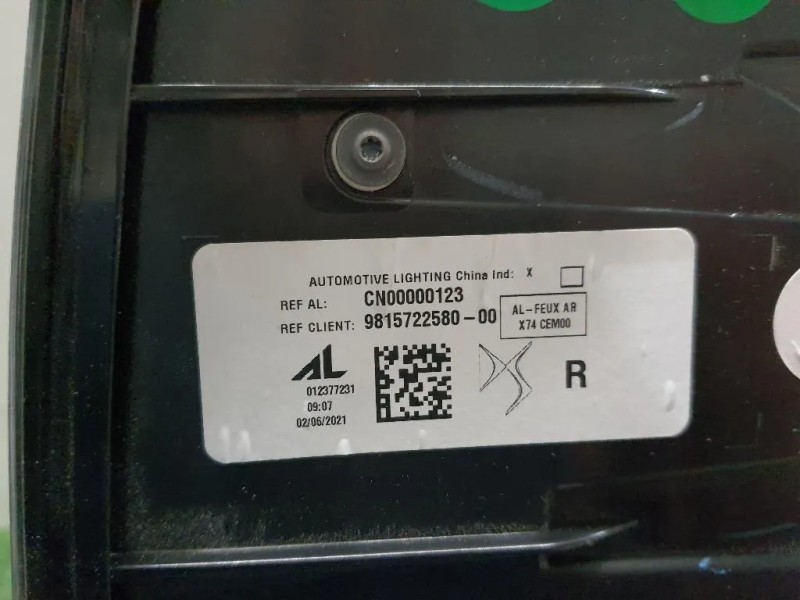 AUTOMOTIVE LIGHTING China Ind: X
REF AL: CN00000123
REF CLIENT: 9815722580-00
AL-FEUX AR
X74 CEM00
AL
012377231
09:07
02/06/2021
DS
R